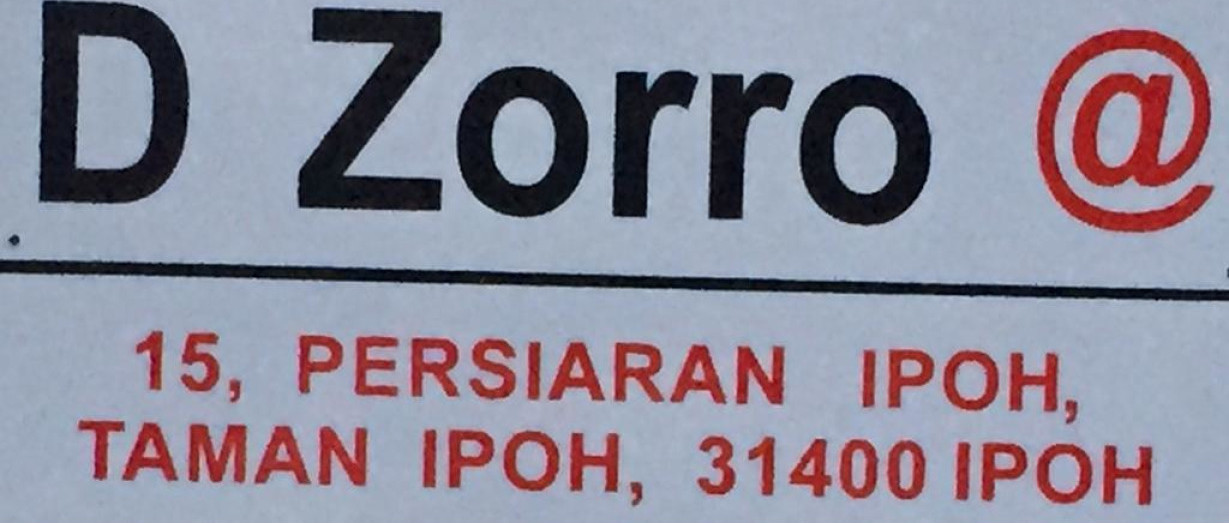 D Zorro @
15, PERSIARAN IPOH,
TAMAN IPOH, 31400 IPOH